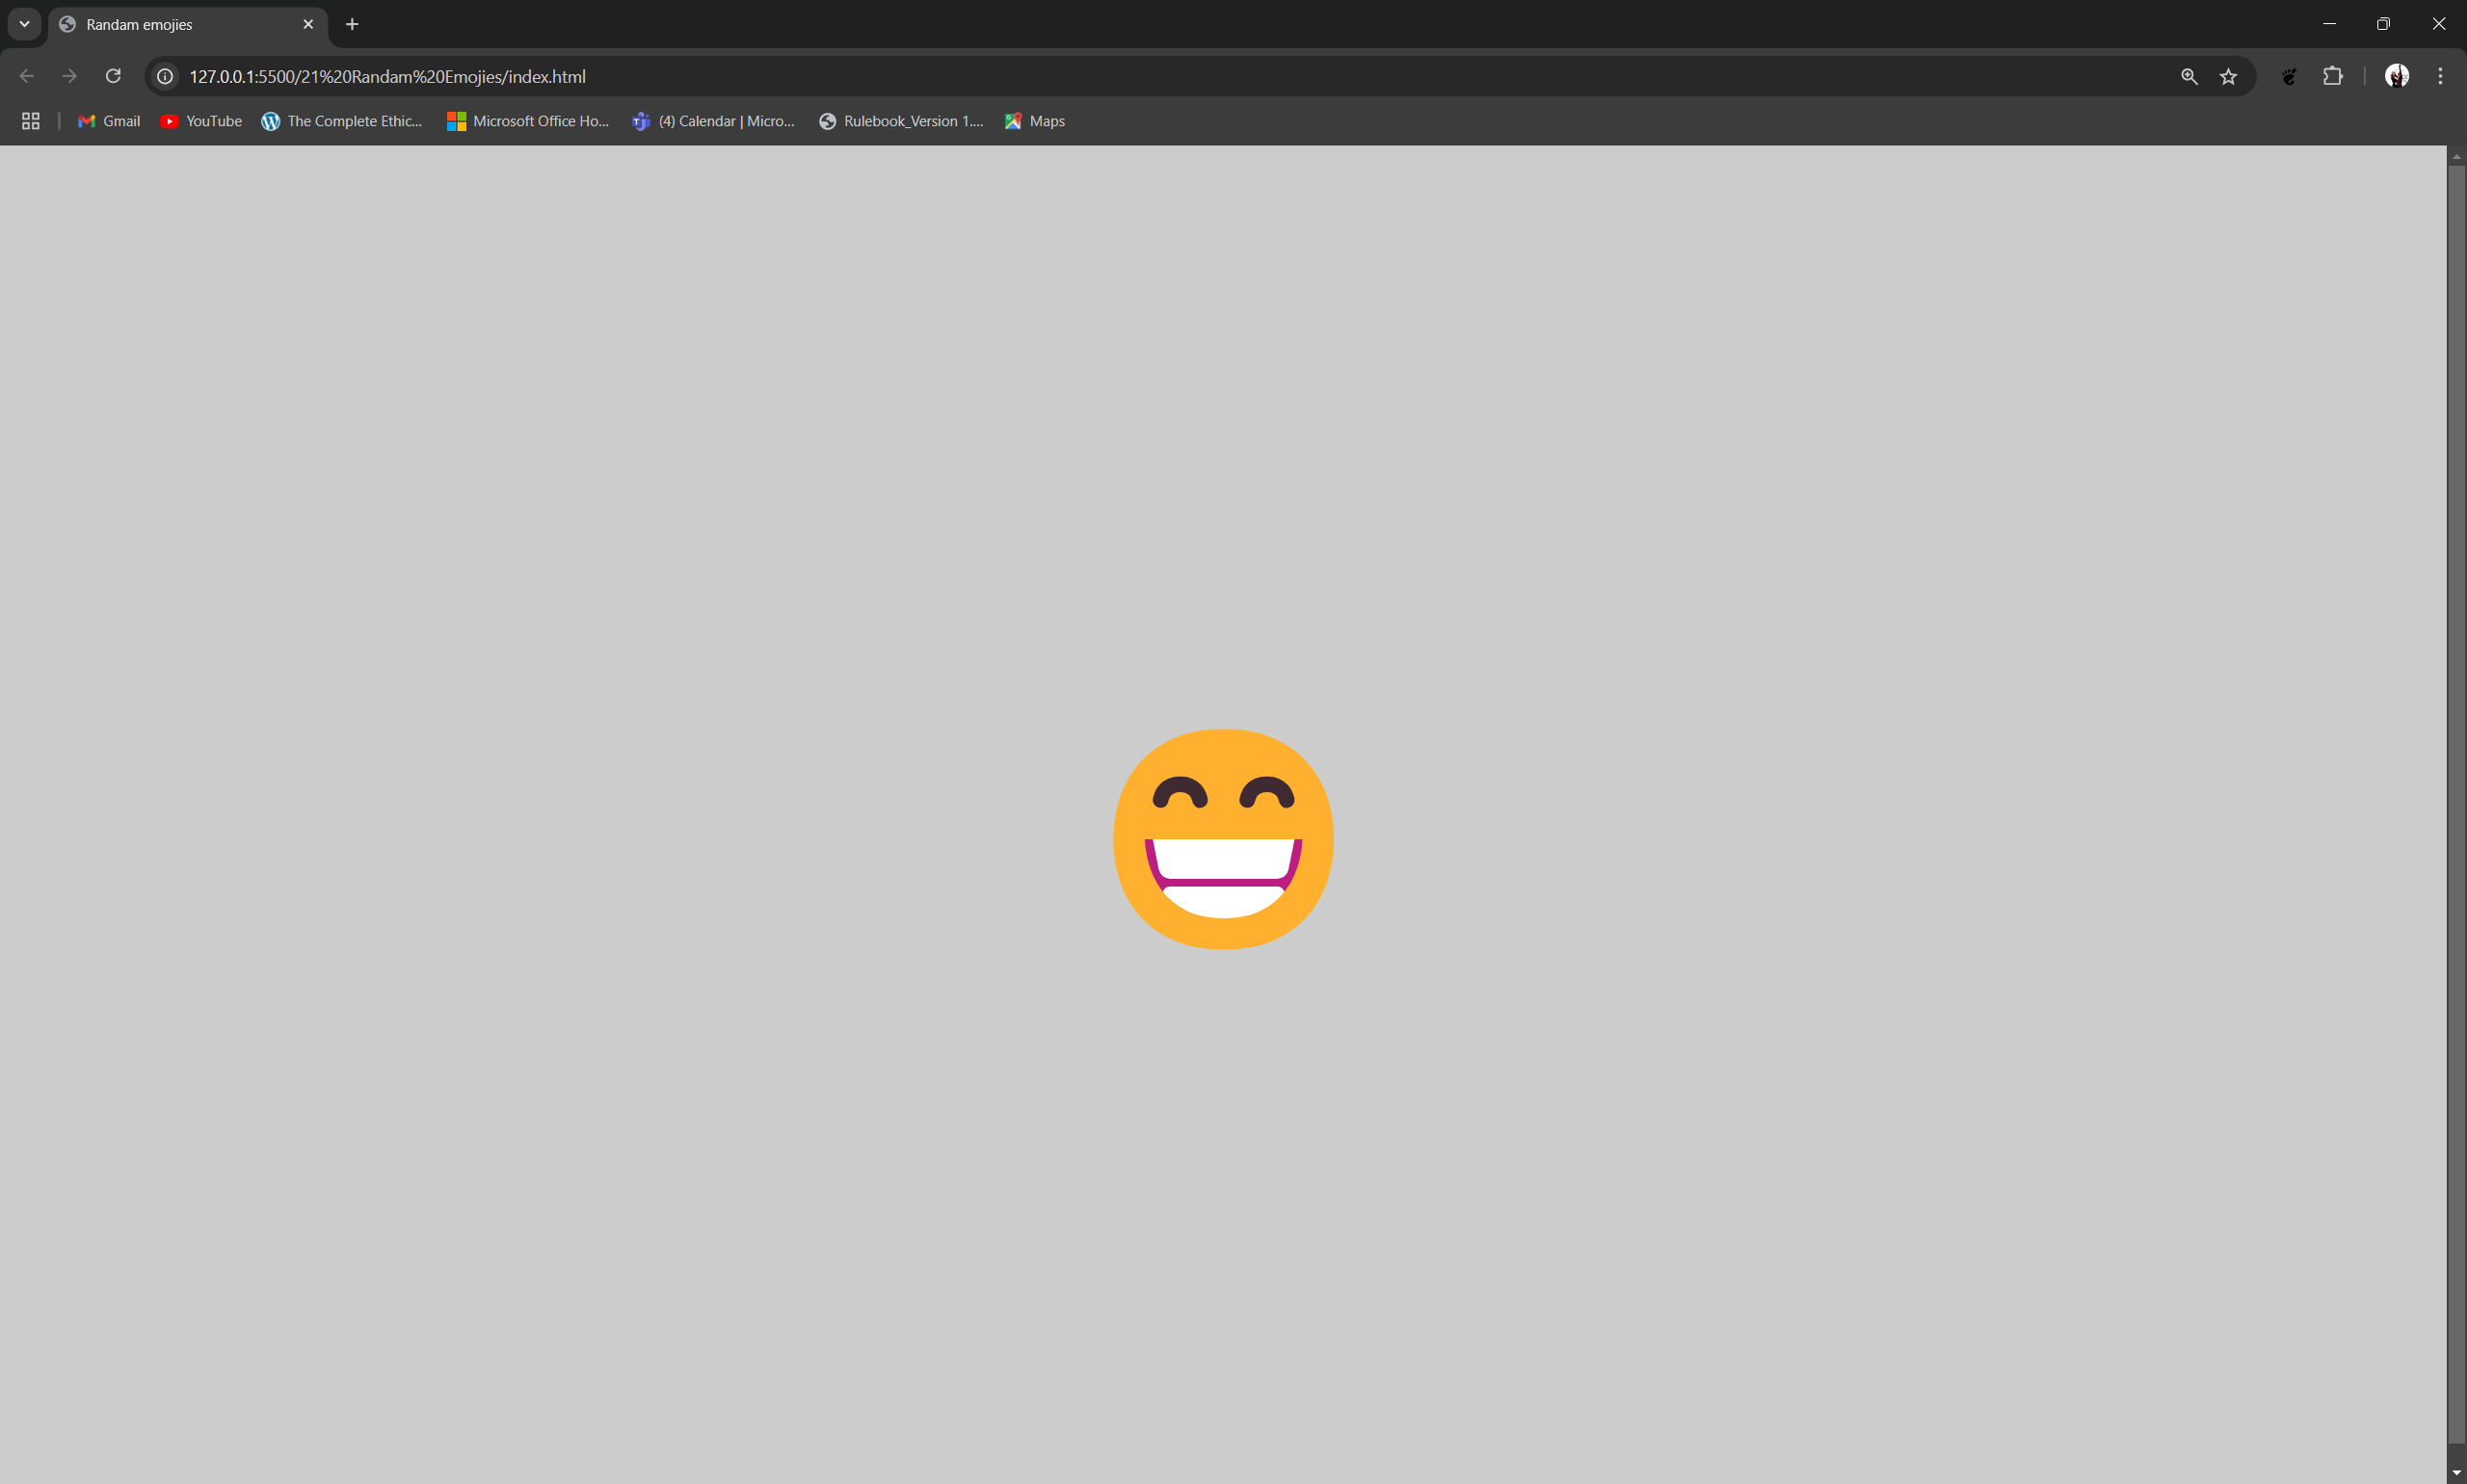 Randam emojies
127.0.0.1:5500/21%20Randam%20Emojies/index.html
Gmail YouTube The Complete Ethic... Microsoft Office Ho... (4) Calendar | Micro... Rulebook_Version 1.... Maps